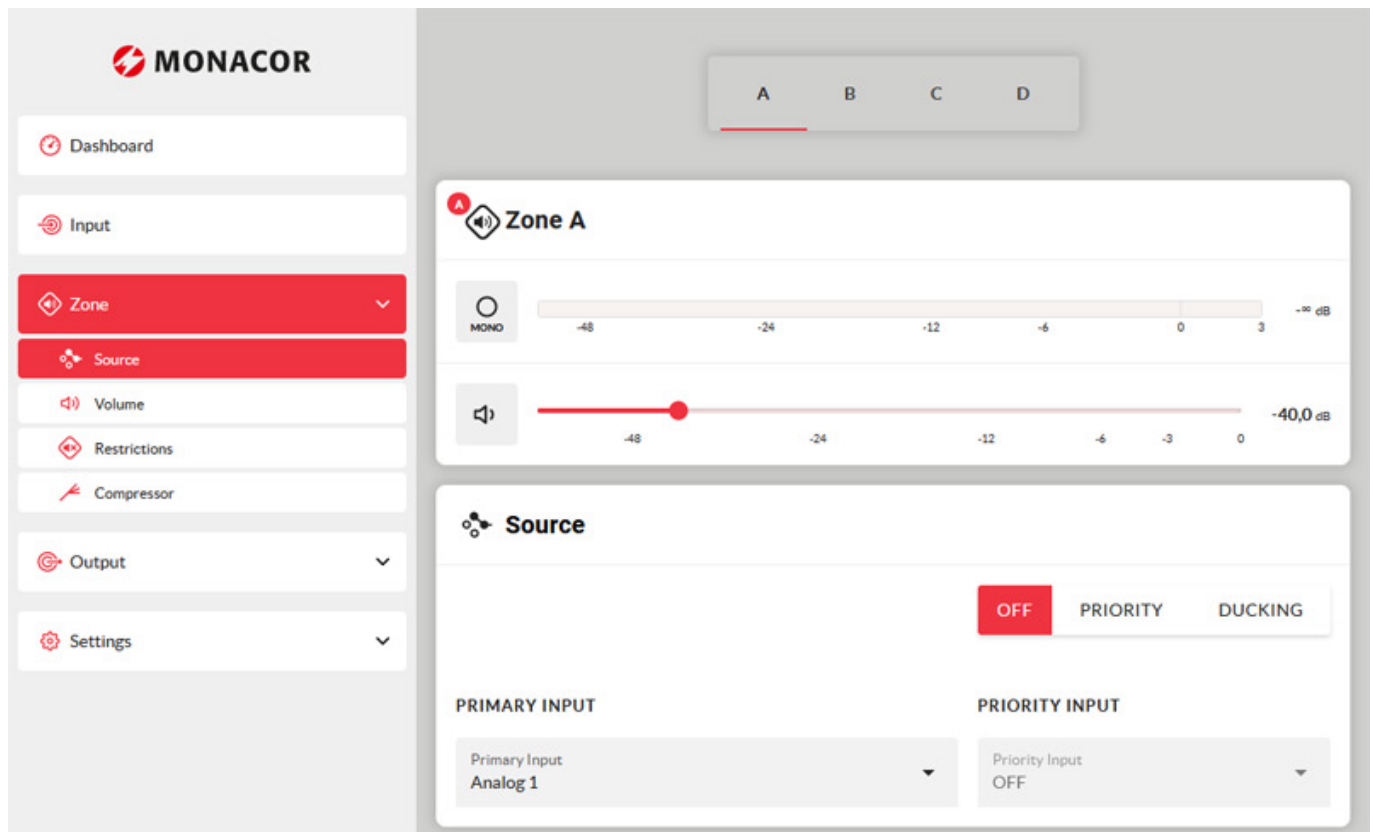 MONACOR
Dashboard
Input
Zone
Source
Volume
Restrictions
Compressor
Output
Settings
A B C D
A
Zone A
MONO
-48 -24 -12 -6 0 3
-∞ dB
-40,0 dB
-48 -24 -12 -6 -3 0
Source
OFF PRIORITY DUCKING
PRIMARY INPUT
Primary Input
Analog 1
PRIORITY INPUT
Priority Input
OFF